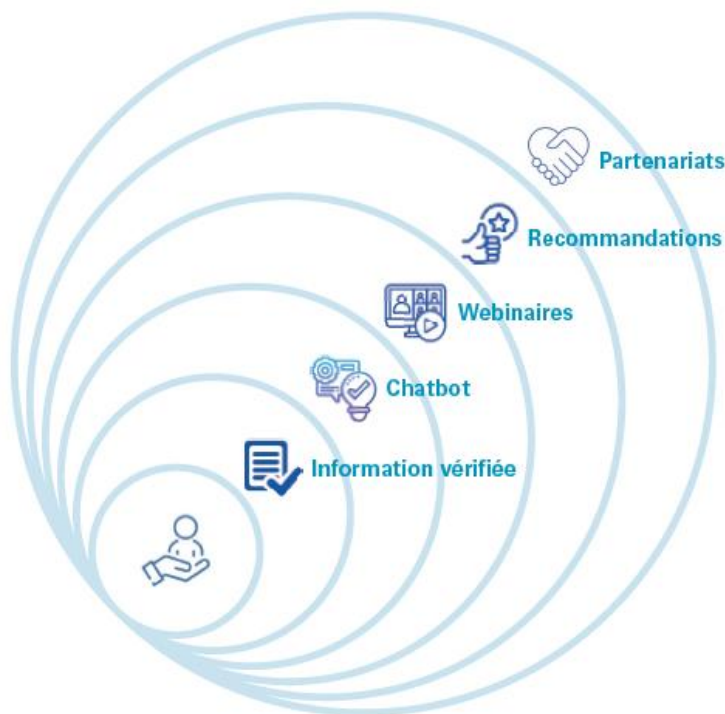 Partenariats
Recommandations
Webinaires
Chatbot
Information vérifiée